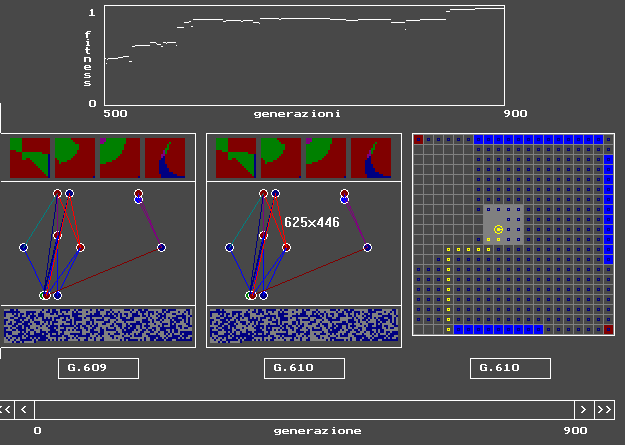 1
fitness
0
500 generazioni 900
625x446
G.609 G.610 G.610
<< < > >>
0 generazione 900